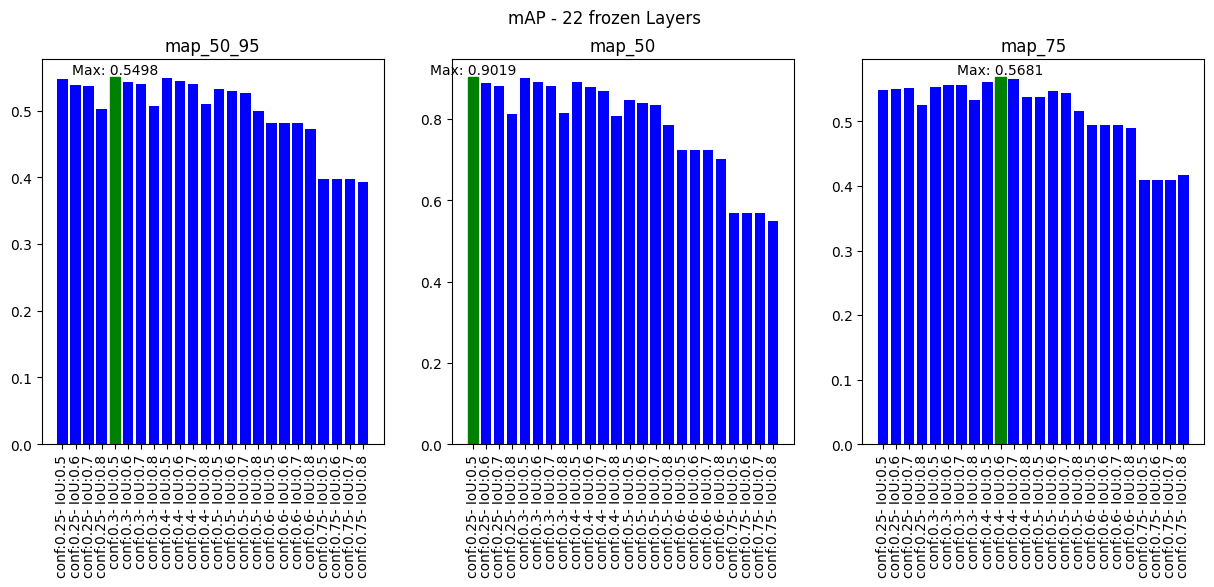 mAP - 22 frozen Layers
map_50_95
Max: 0.5498
0.5
0.4
0.3
0.2
0.1
0.0
conf:0.25- IoU:0.5
conf:0.25- IoU:0.6
conf:0.25- IoU:0.7
conf:0.25- IoU:0.8
conf:0.3- IoU:0.5
conf:0.3- IoU:0.6
conf:0.3- IoU:0.7
conf:0.3- IoU:0.8
conf:0.4- IoU:0.5
conf:0.4- IoU:0.6
conf:0.4- IoU:0.7
conf:0.4- IoU:0.8
conf:0.5- IoU:0.5
conf:0.5- IoU:0.6
conf:0.5- IoU:0.7
conf:0.5- IoU:0.8
conf:0.6- IoU:0.5
conf:0.6- IoU:0.6
conf:0.6- IoU:0.7
conf:0.6- IoU:0.8
conf:0.75- IoU:0.5
conf:0.75- IoU:0.6
conf:0.75- IoU:0.7
conf:0.75- IoU:0.8
map_50
Max: 0.9019
0.8
0.6
0.4
0.2
0.0
conf:0.25- IoU:0.5
conf:0.25- IoU:0.6
conf:0.25- IoU:0.7
conf:0.25- IoU:0.8
conf:0.3- IoU:0.5
conf:0.3- IoU:0.6
conf:0.3- IoU:0.7
conf:0.3- IoU:0.8
conf:0.4- IoU:0.5
conf:0.4- IoU:0.6
conf:0.4- IoU:0.7
conf:0.4- IoU:0.8
conf:0.5- IoU:0.5
conf:0.5- IoU:0.6
conf:0.5- IoU:0.7
conf:0.5- IoU:0.8
conf:0.6- IoU:0.5
conf:0.6- IoU:0.6
conf:0.6- IoU:0.7
conf:0.6- IoU:0.8
conf:0.75- IoU:0.5
conf:0.75- IoU:0.6
conf:0.75- IoU:0.7
conf:0.75- IoU:0.8
map_75
Max: 0.5681
0.5
0.4
0.3
0.2
0.1
0.0
conf:0.25- IoU:0.5
conf:0.25- IoU:0.6
conf:0.25- IoU:0.7
conf:0.25- IoU:0.8
conf:0.3- IoU:0.5
conf:0.3- IoU:0.6
conf:0.3- IoU:0.7
conf:0.3- IoU:0.8
conf:0.4- IoU:0.5
conf:0.4- IoU:0.6
conf:0.4- IoU:0.7
conf:0.4- IoU:0.8
conf:0.5- IoU:0.5
conf:0.5- IoU:0.6
conf:0.5- IoU:0.7
conf:0.5- IoU:0.8
conf:0.6- IoU:0.5
conf:0.6- IoU:0.6
conf:0.6- IoU:0.7
conf:0.6- IoU:0.8
conf:0.75- IoU:0.5
conf:0.75- IoU:0.6
conf:0.75- IoU:0.7
conf:0.75- IoU:0.8